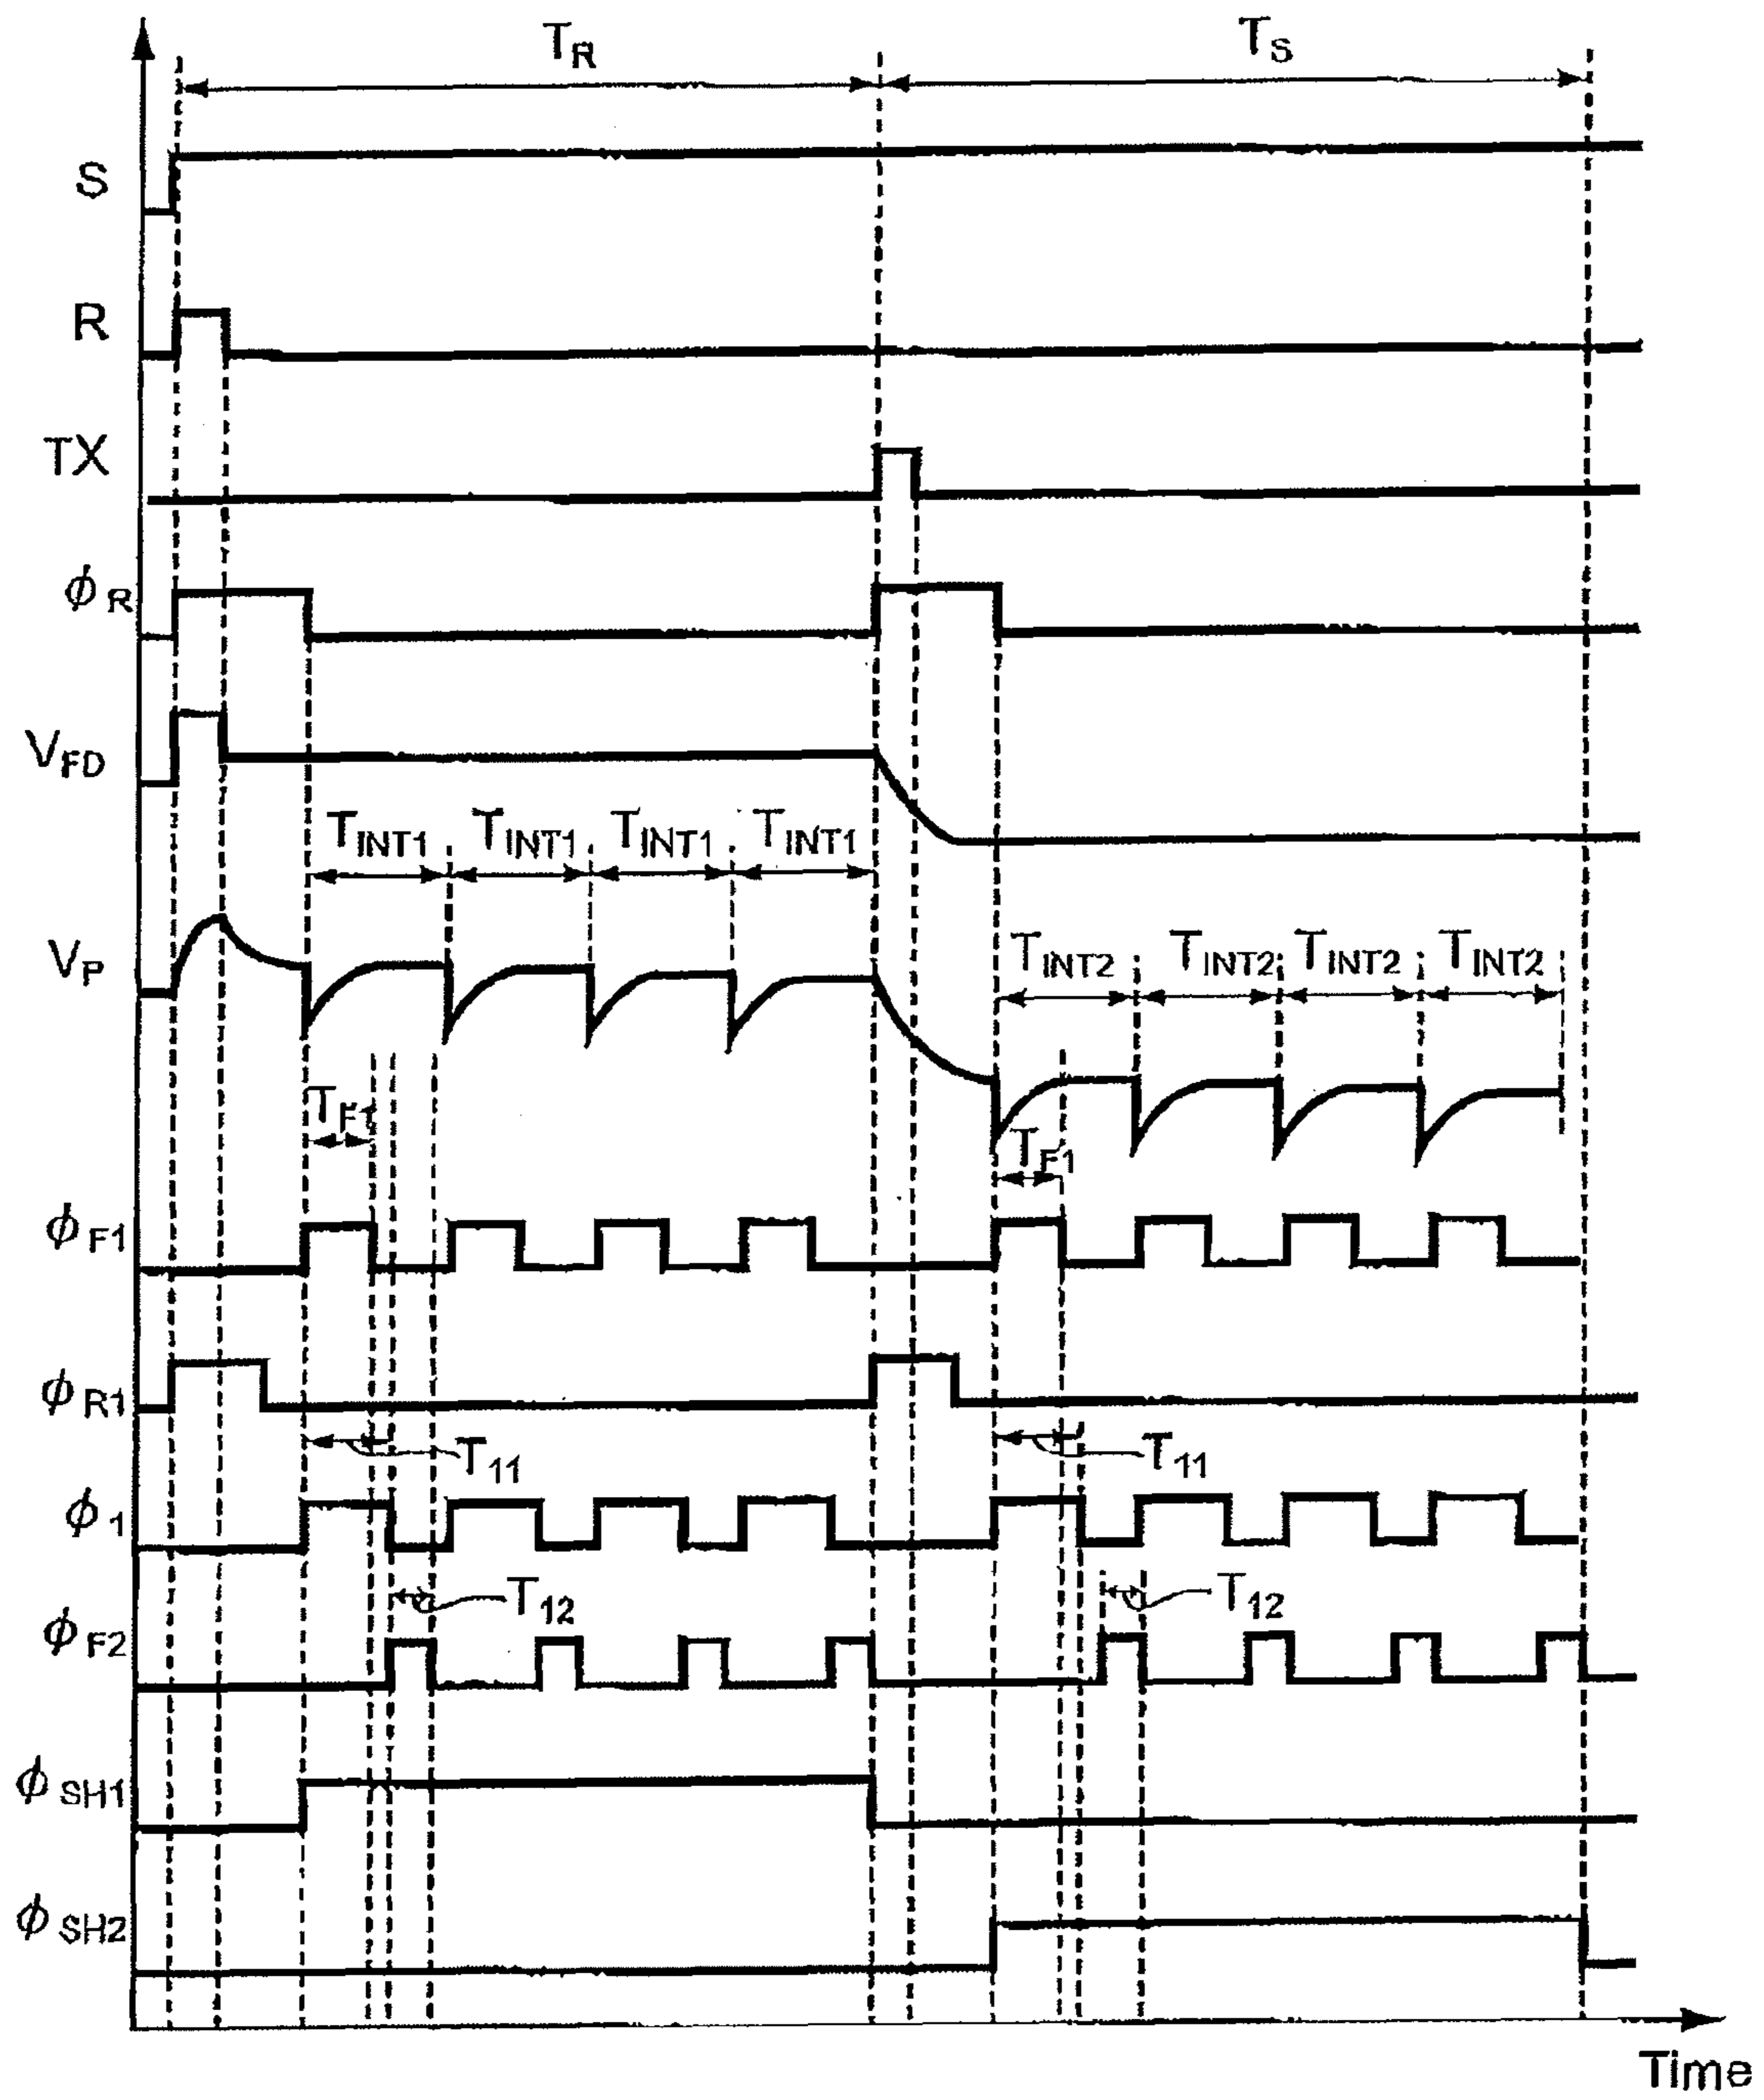 T_R T_S
S
R
TX
ϕ_R
V_FD
T_INT1 T_INT1 T_INT1 T_INT1
V_P
T_INT2 T_INT2 T_INT2 T_INT2
T_F1 T_F1
ϕ_F1
ϕ_R1
T_11 T_11
ϕ_1
T_12 T_12
ϕ_F2
ϕ_SH1
ϕ_SH2
Time